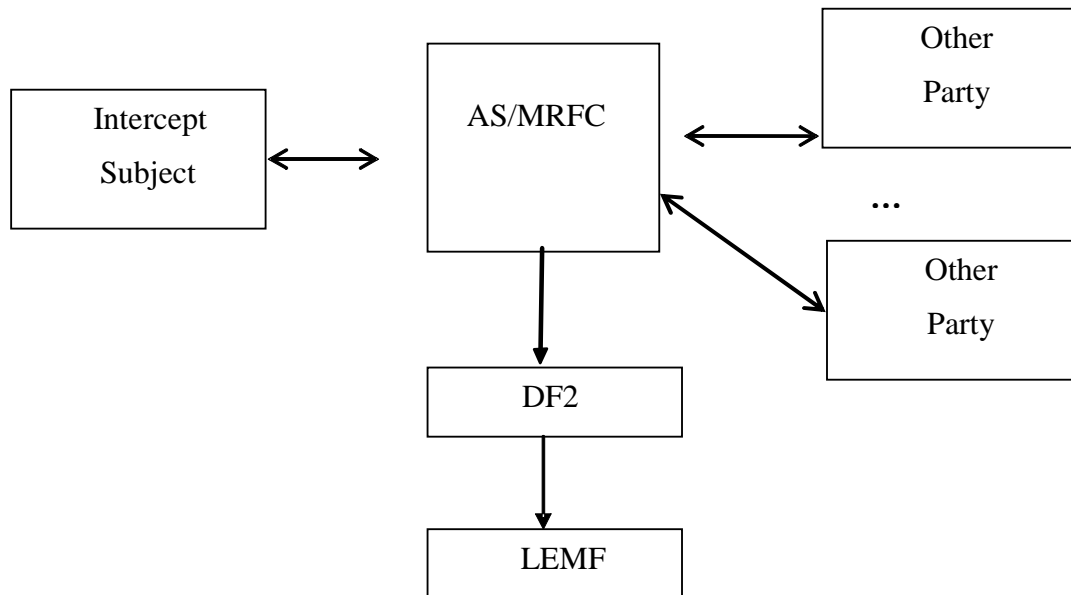 Intercept
Subject
AS/MRFC
Other
Party
...
Other
Party
DF2
LEMF